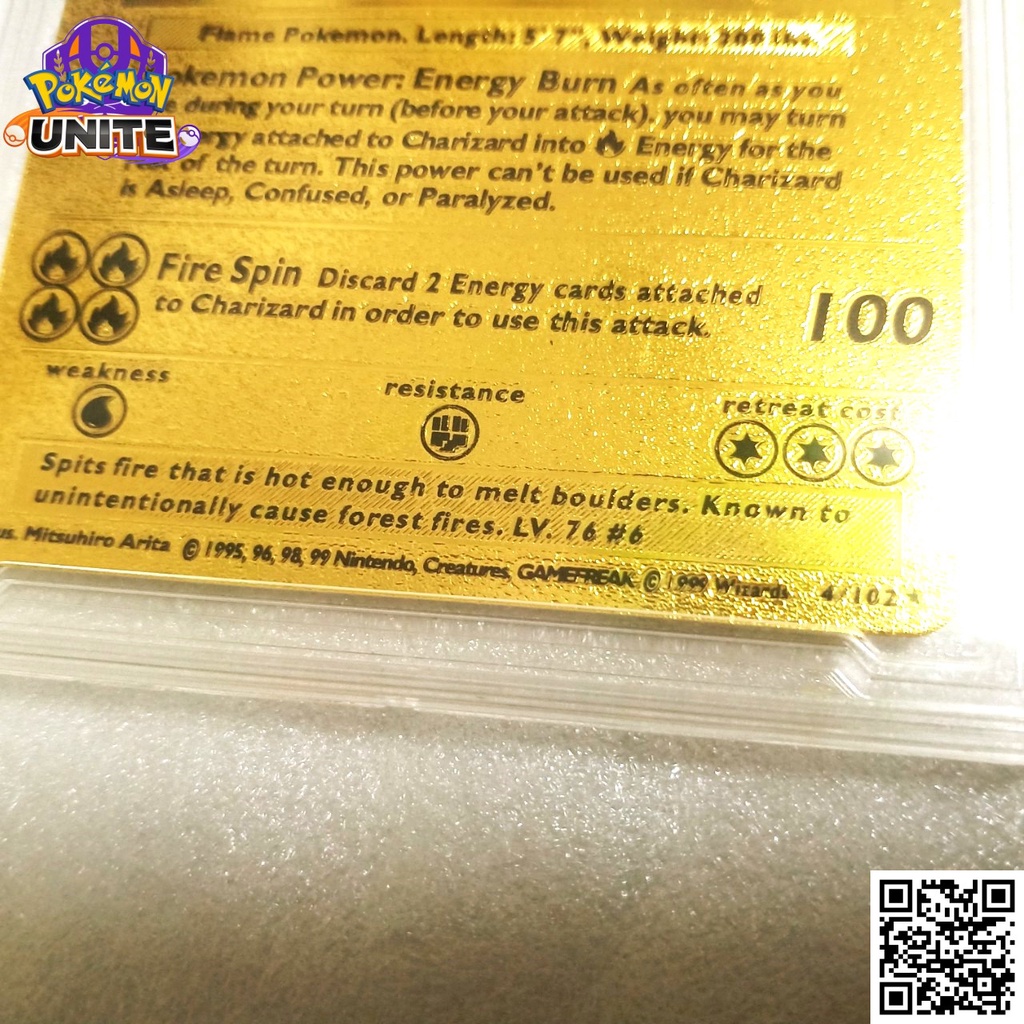 POKéMON
UNITE
Flame Pokemon. Length: 5' 7", Weight: 200 lbs.
kemon Power: Energy Burn As often as you
during your turn (before your attack), you may turn
attached to Charizard into Energy for the
of the turn. This power can't be used if Charizard
is Asleep, Confused, or Paralyzed.
Fire Spin Discard 2 Energy cards attached
to Charizard in order to use this attack.
100
weakness
resistance
retreat cost
Spits fire that is hot enough to melt boulders. Known to
unintentionally cause forest fires. LV. 76 #6
us. Mitsuhiro Arita © 1995, 96, 98, 99 Nintendo, Creatures, GAMEFREAK. © 1999 Wizards 4/102 ★